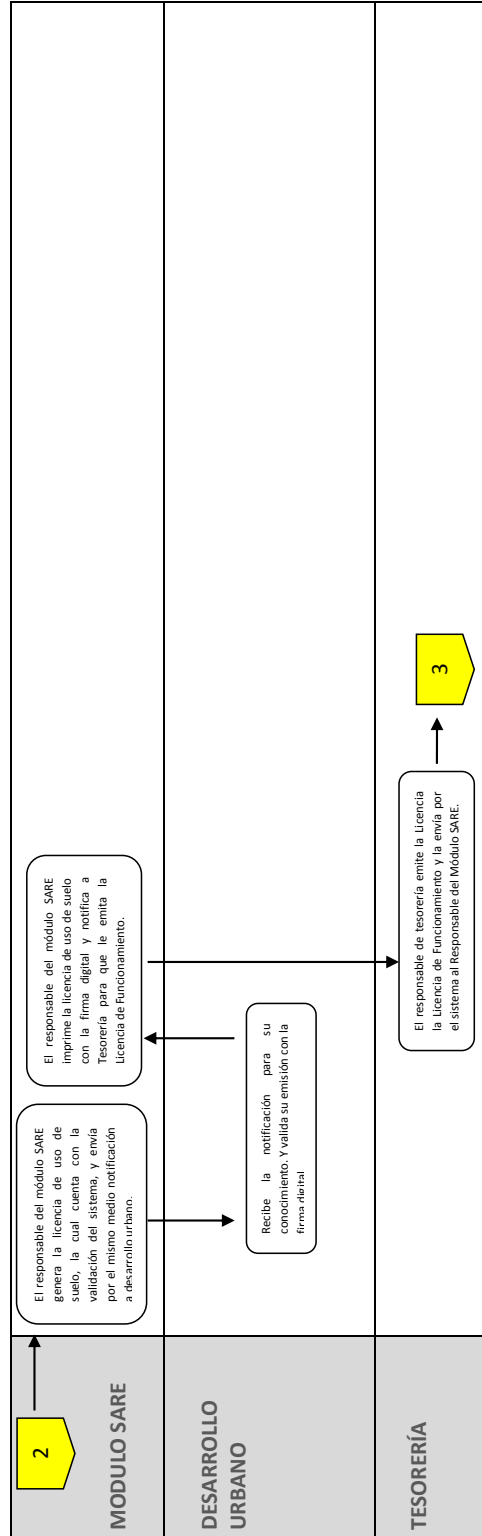 2
MODULO SARE
El responsable del módulo SARE
genera la licencia de uso de
suelo, la cual cuenta con la
validación del sistema, y envía
por el mismo medio notificación
a desarrollo urbano.
El responsable del módulo SARE
imprime la licencia de uso de suelo
con la firma digital y notifica a
Tesorería para que le emita la
Licencia de Funcionamiento.
DESARROLLO
URBANO
Recibe la notificación para su
conocimiento. Y valida su emisión con la
firma digital
TESORERÍA
El responsable de tesorería emite la Licencia
la Licencia de Funcionamiento y la envía por
el sistema al Responsable del Módulo SARE.
3